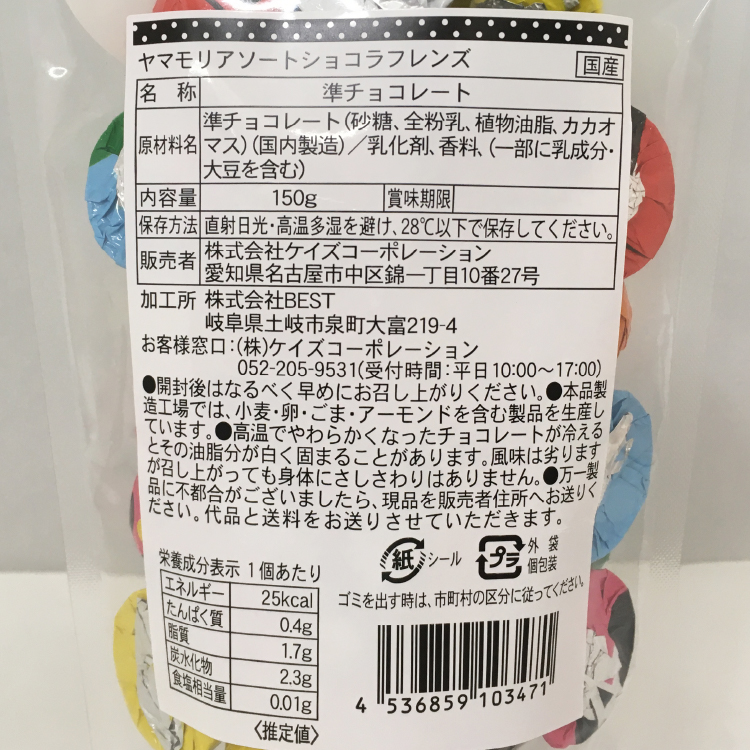 ヤマモリアソートショコラフレンズ 国産
名 称 準チョコレート
原材料名 準チョコレート(砂糖、全粉乳、植物油脂、カカオ
マス)(国内製造)/乳化剤、香料、(一部に乳成分・
大豆を含む)
内容量 150g 賞味期限
保存方法 直射日光・高温多湿を避け、28℃以下で保存してください。
販売者 株式会社ケイズコーポレーション
愛知県名古屋市中区錦一丁目10番27号
加工所 株式会社BEST
岐阜県土岐市泉町大富219-4
お客様窓口:(株)ケイズコーポレーション
052-205-9531(受付時間:平日10:00〜17:00)
●開封後はなるべく早めにお召し上がりください。●本品製
造工場では、小麦・卵・ごま・アーモンドを含む製品を生産し
ています。●高温でやわらかくなったチョコレートが冷える
とその油脂分が白く固まることがあります。風味は劣ります
が召し上がっても身体にさしさわりはありません。●万一製
品に不都合がございましたら、現品を販売者住所へお送りく
ださい。代品と送料をお送りさせていただきます。
栄養成分表示 1個あたり
エネルギー 25kcal
たんぱく質 0.4g
脂質 1.7g
炭水化物 2.3g
食塩相当量 0.01g
〈推定値〉
紙 シール プラ 外 袋
個包装
ゴミを出す時は、市町村の区分に従ってください。
4 536859 103471